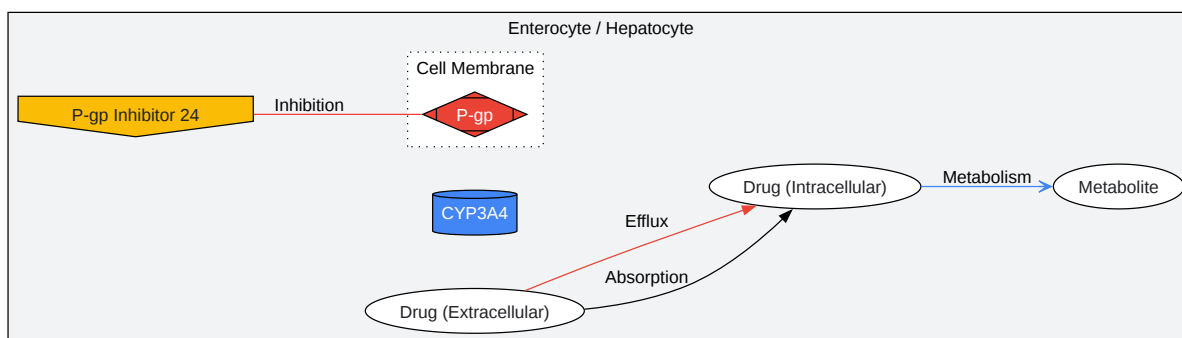 Enterocyte / Hepatocyte
Cell Membrane
P-gp Inhibitor 24
Inhibition
P-gp
Drug (Intracellular)
Metabolism
Metabolite
CYP3A4
Efflux
Absorption
Drug (Extracellular)